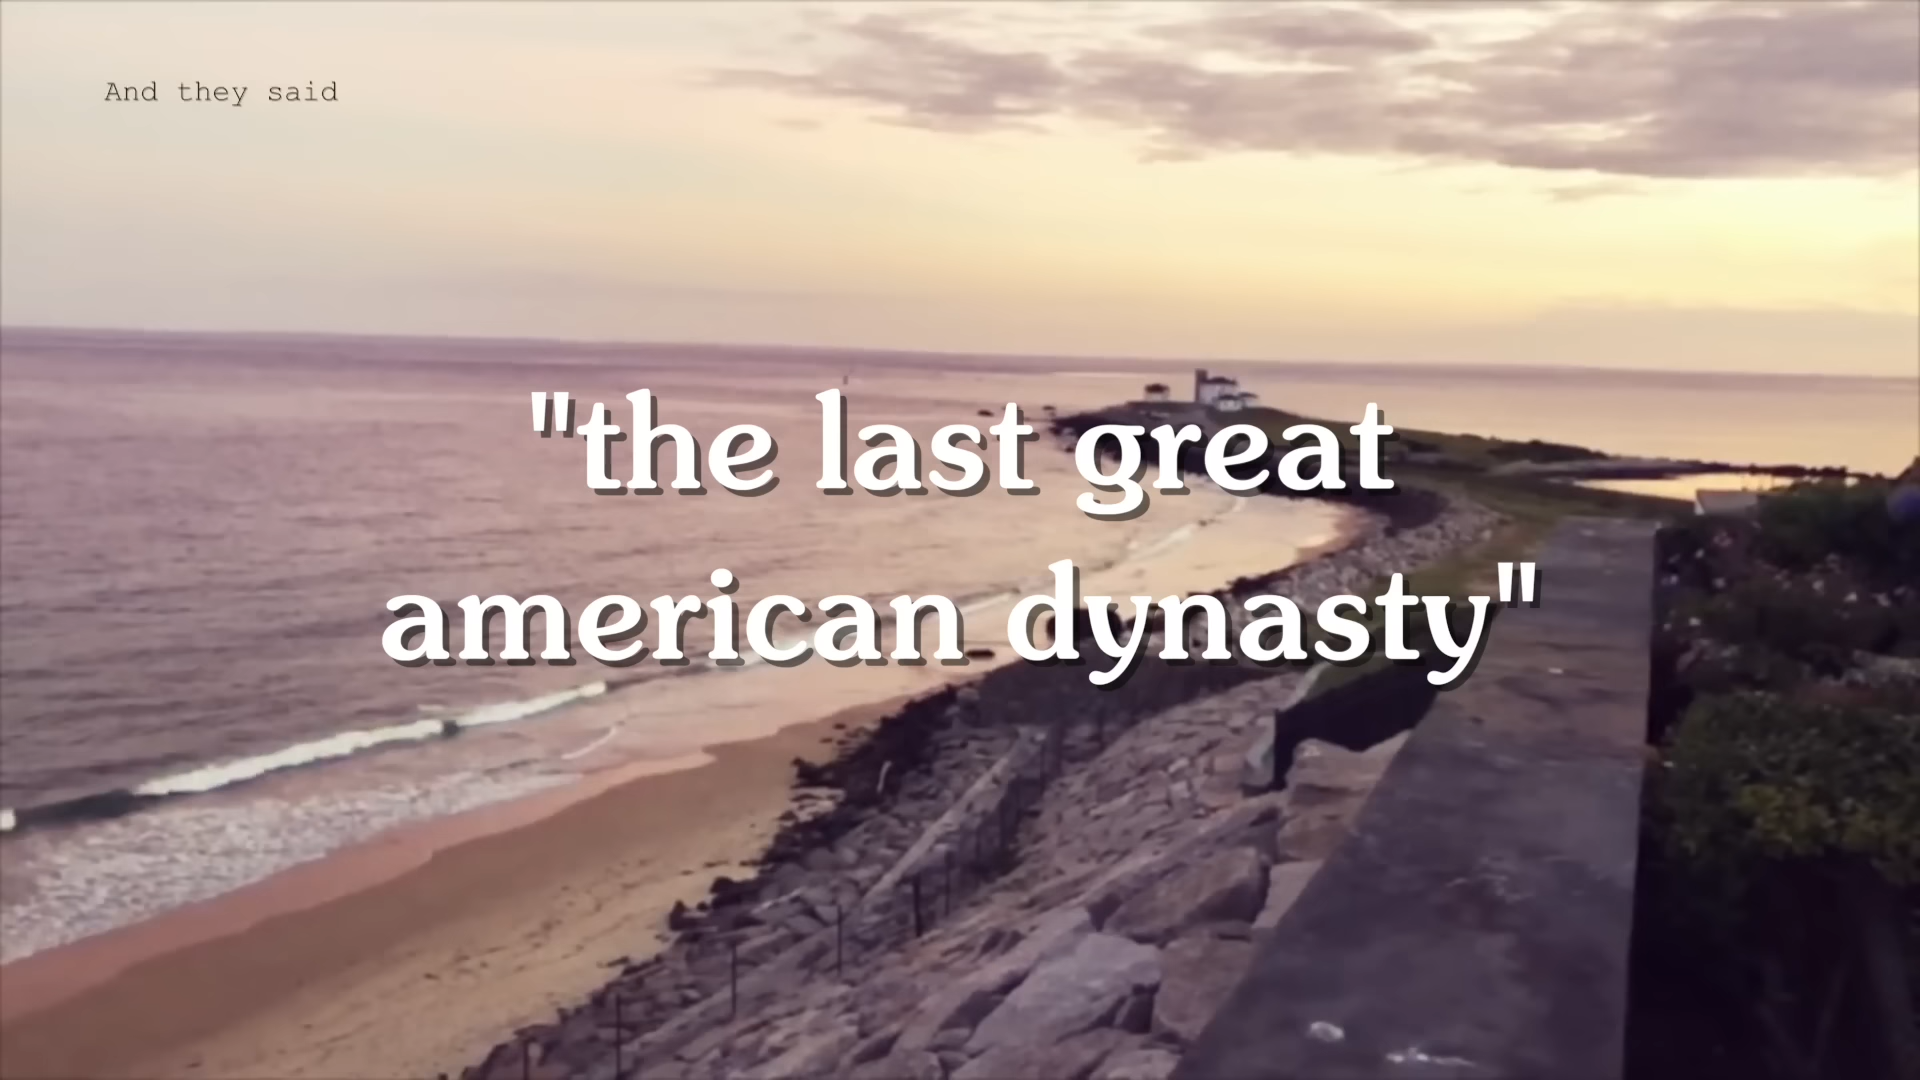 And they said
"the last great
american dynasty"